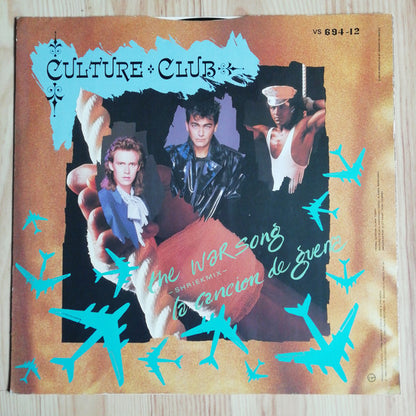 VS 694-12
CULTURE CLUB
the war song
-SHRIEKMIX-
la cancion de guerra